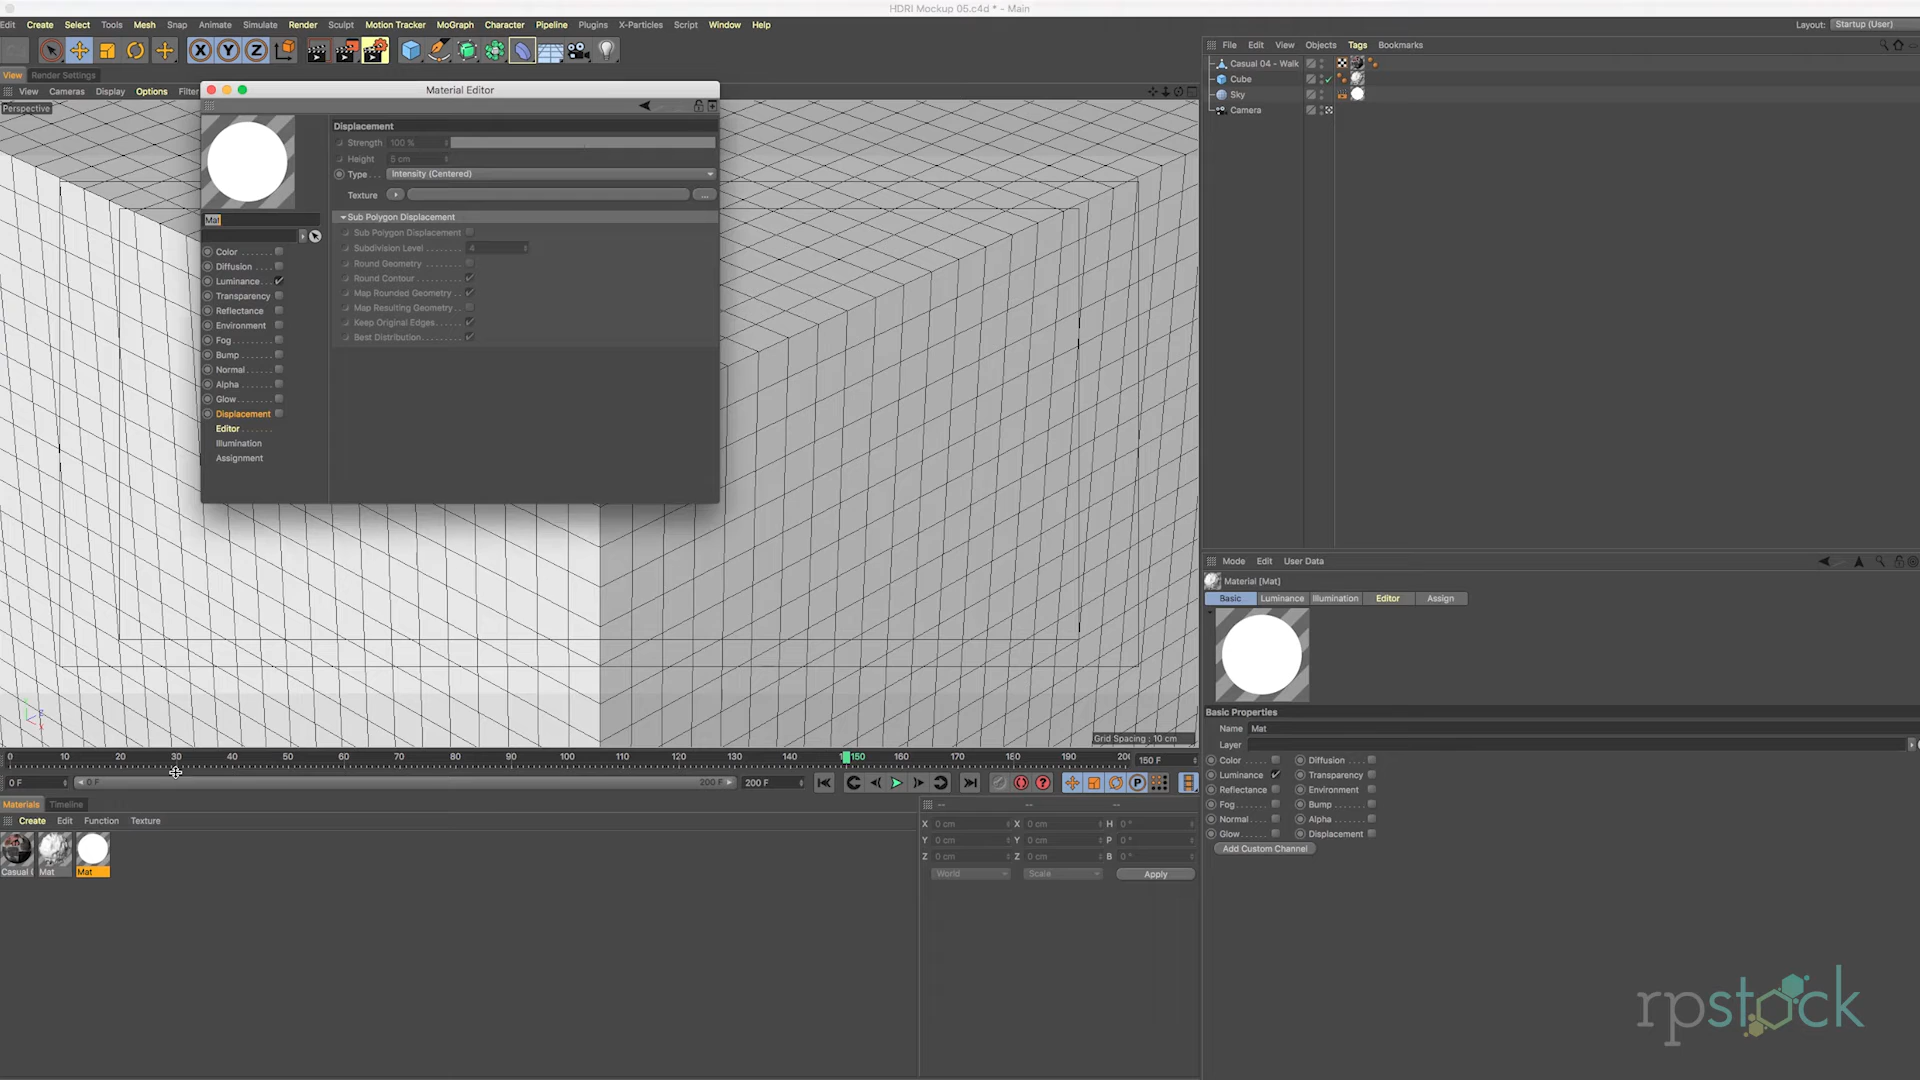 HDRI Mockup 05.c4d * - Main
Edit Create Select Tools Mesh Snap Animate Simulate Render Sculpt Motion Tracker MoGraph Character Pipeline Plugins X-Particles Script Window Help
Layout: Startup (User)
X Y Z
File Edit View Objects Tags Bookmarks
View Render Settings
View Cameras Display Options Filter
Perspective
Material Editor
Casual 04 - Walk
Cube
Sky
Camera
Displacement
Strength 100 %
Height 5 cm
Type . . . Intensity (Centered)
Texture ...
Mat
Sub Polygon Displacement
Sub Polygon Displacement
Subdivision Level 4
Round Geometry
Round Contour
Map Rounded Geometry
Map Resulting Geometry
Keep Original Edges
Best Distribution
Color
Diffusion
Luminance
Transparency
Reflectance
Environment
Fog
Bump
Normal
Alpha
Glow
Displacement
Editor
Illumination
Assignment
Grid Spacing : 10 cm
0 10 20 30 40 50 60 70 80 90 100 110 120 130 140 150 160 170 180 190 200 150 F
0 F 0 F 200 F 200 F
Materials Timeline
Create Edit Function Texture
Casual 0 Mat Mat
-- -- --
X 0 cm X 0 cm H 0 °
Y 0 cm Y 0 cm P 0 °
Z 0 cm Z 0 cm B 0 °
World Scale Apply
Mode Edit User Data
Material [Mat]
Basic Luminance Illumination Editor Assign
Basic Properties
Name Mat
Layer
Color Diffusion
Luminance Transparency
Reflectance Environment
Fog Bump
Normal Alpha
Glow Displacement
Add Custom Channel
rpstock